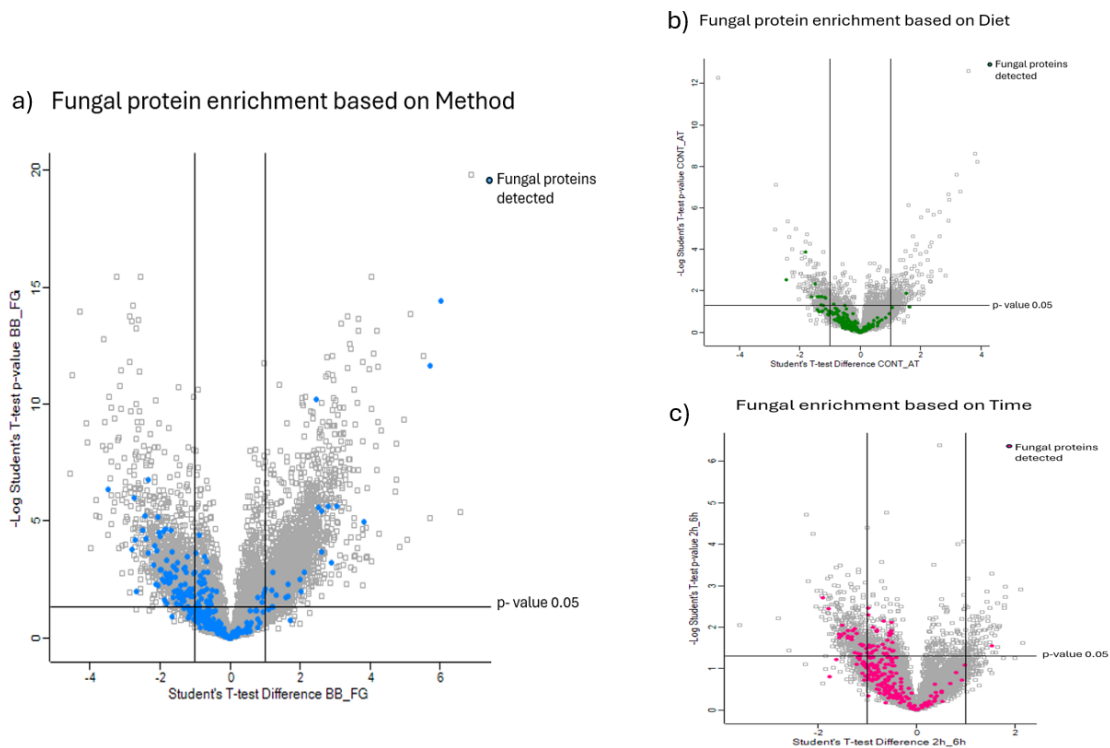 a) Fungal protein enrichment based on Method
20
15
10
5
0
-4
-2
0
2
4
6
-Log Student's T-test p-value BB_FG
Student's T-test Difference BB_FG
Fungal proteins
detected
p- value 0.05
b) Fungal protein enrichment based on Diet
12
10
8
6
4
2
0
-4
-2
0
2
4
-Log Student's T-test p-value CONT_AT
Student's T-test Difference CONT_AT
Fungal proteins
detected
p- value 0.05
c) Fungal enrichment based on Time
6
5
4
3
2
1
0
-2
0
2
-Log Student's T-test p-value 2h_6h
Student's T-test Difference 2h_6h
Fungal proteins
detected
p-value 0.05